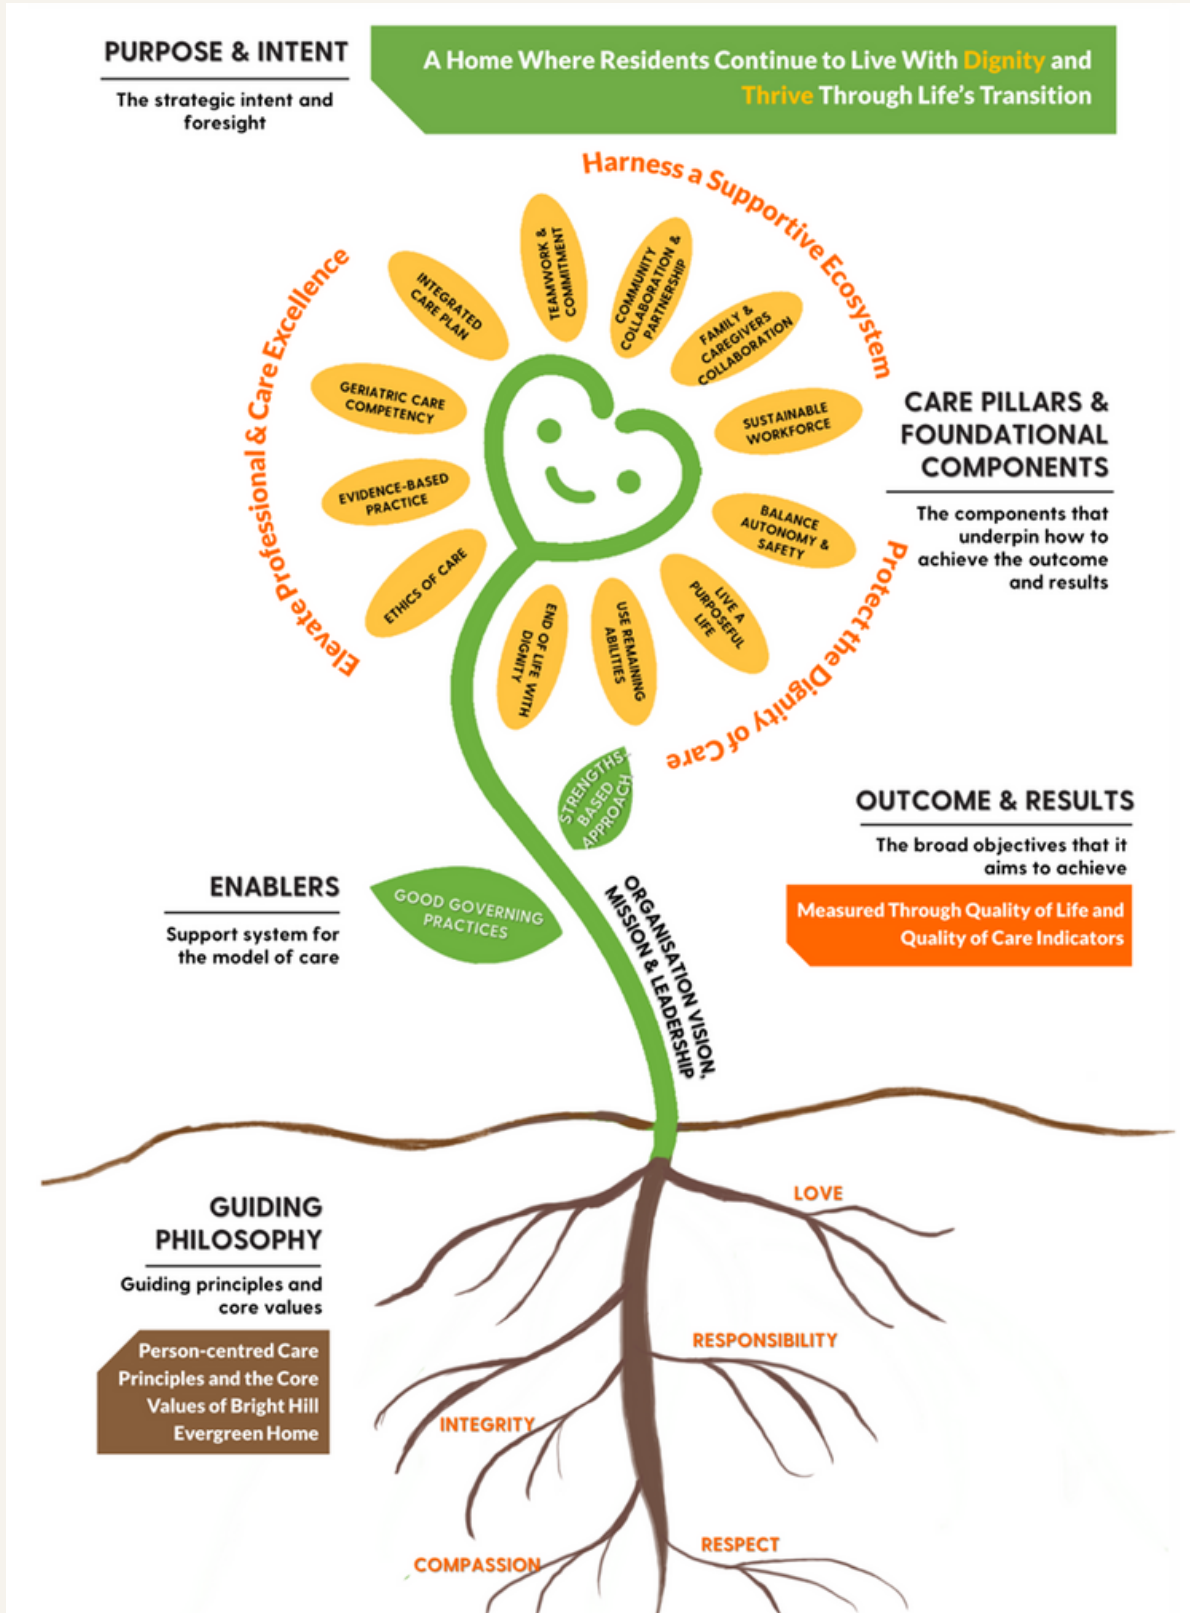 PURPOSE & INTENT
The strategic intent and
foresight
A Home Where Residents Continue to Live With Dignity and
Thrive Through Life's Transition
Harness a Supportive Ecosystem
Elevate Professional & Care Excellence
Protect the Dignity of Care
TEAMWORK &
COMMITMENT
COMMUNITY
COLLABORATION &
PARTNERSHIP
FAMILY &
CAREGIVERS
COLLABORATION
SUSTAINABLE
WORKFORCE
BALANCE
AUTONOMY &
SAFETY
LIVE A
PURPOSEFUL
LIFE
USE REMAINING
ABILITIES
END OF LIFE WITH
DIGNITY
ETHICS OF CARE
EVIDENCE-BASED
PRACTICE
GERIATRIC CARE
COMPETENCY
INTEGRATED
CARE PLAN
CARE PILLARS &
FOUNDATIONAL
COMPONENTS
The components that
underpin how to
achieve the outcome
and results
STRENGTHS-
BASED
APPROACH
OUTCOME & RESULTS
The broad objectives that it
aims to achieve
Measured Through Quality of Life and
Quality of Care Indicators
ENABLERS
Support system for
the model of care
GOOD GOVERNING
PRACTICES
ORGANISATION VISION,
MISSION & LEADERSHIP
GUIDING
PHILOSOPHY
Guiding principles and
core values
Person-centred Care
Principles and the Core
Values of Bright Hill
Evergreen Home
LOVE
RESPONSIBILITY
INTEGRITY
RESPECT
COMPASSION